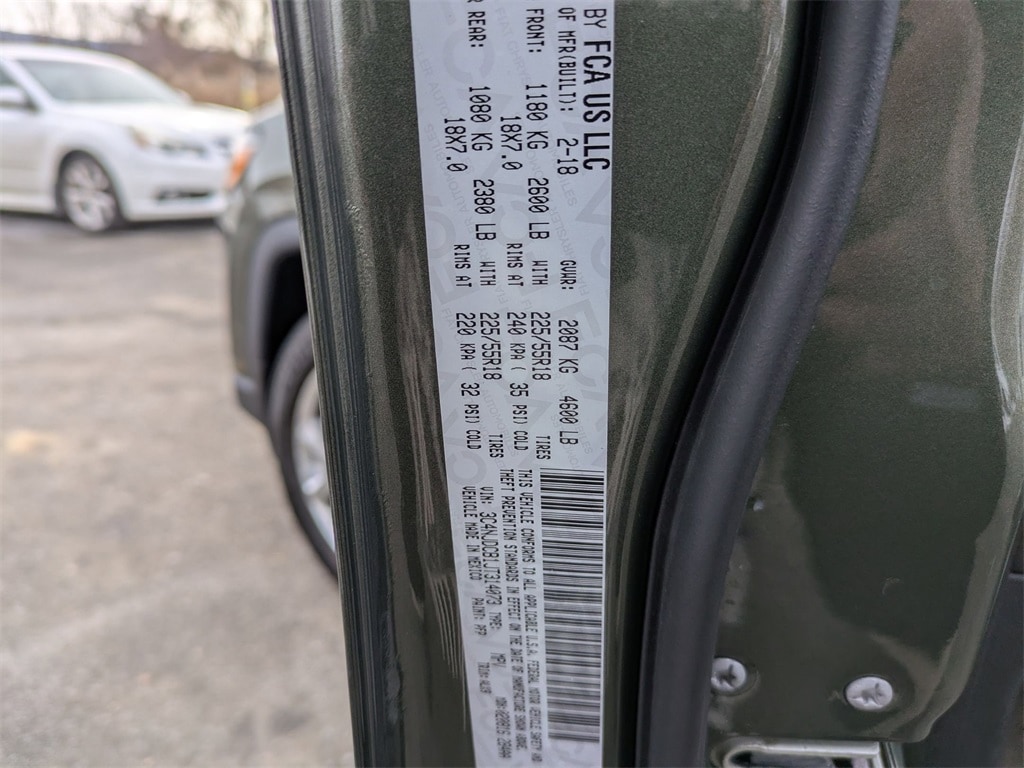 BY FCA US LLC
OF MFR(BUILT): 2-18 GVWR: 2087 KG 4600 LB
FRONT: 1180 KG 2600 LB WITH 225/55R18 TIRES
18X7.0 RIMS AT 240 KPA ( 35 PSI) COLD
R REAR: 1080 KG 2380 LB WITH 225/55R18 TIRES
18X7.0 RIMS AT 220 KPA ( 32 PSI) COLD
THIS VEHICLE CONFORMS TO ALL APPLICABLE U.S.A. FEDERAL MOTOR VEHICLE SAFETY AND
THEFT PREVENTION STANDARDS IN EFFECT ON THE DATE OF MANUFACTURE SHOWN ABOVE.
VIN: 3C4NJDCB1JT314073 TYPE: MPV
VEHICLE MADE IN MEXICO PAINT: PFP